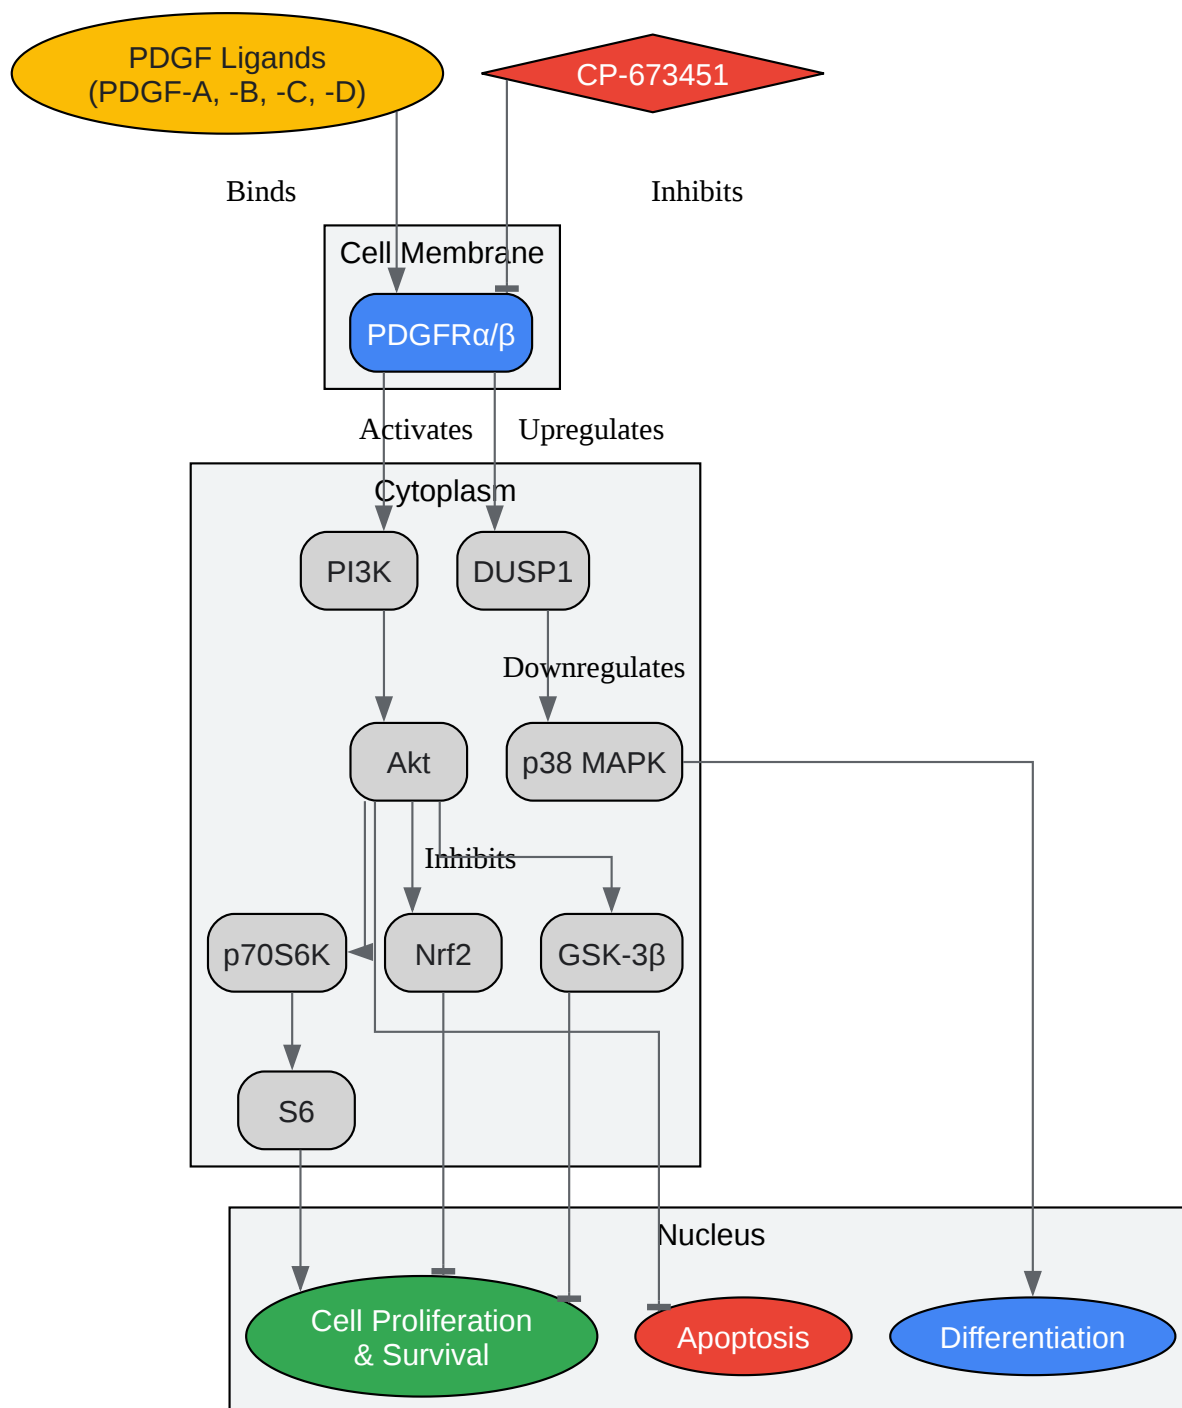 PDGF Ligands
(PDGF-A, -B, -C, -D)
CP-673451
Binds
Inhibits
Cell Membrane
PDGFRα/β
Activates
Upregulates
Cytoplasm
PI3K
DUSP1
Downregulates
Akt
p38 MAPK
Inhibits
p70S6K
Nrf2
GSK-3β
S6
Nucleus
Cell Proliferation
& Survival
Apoptosis
Differentiation